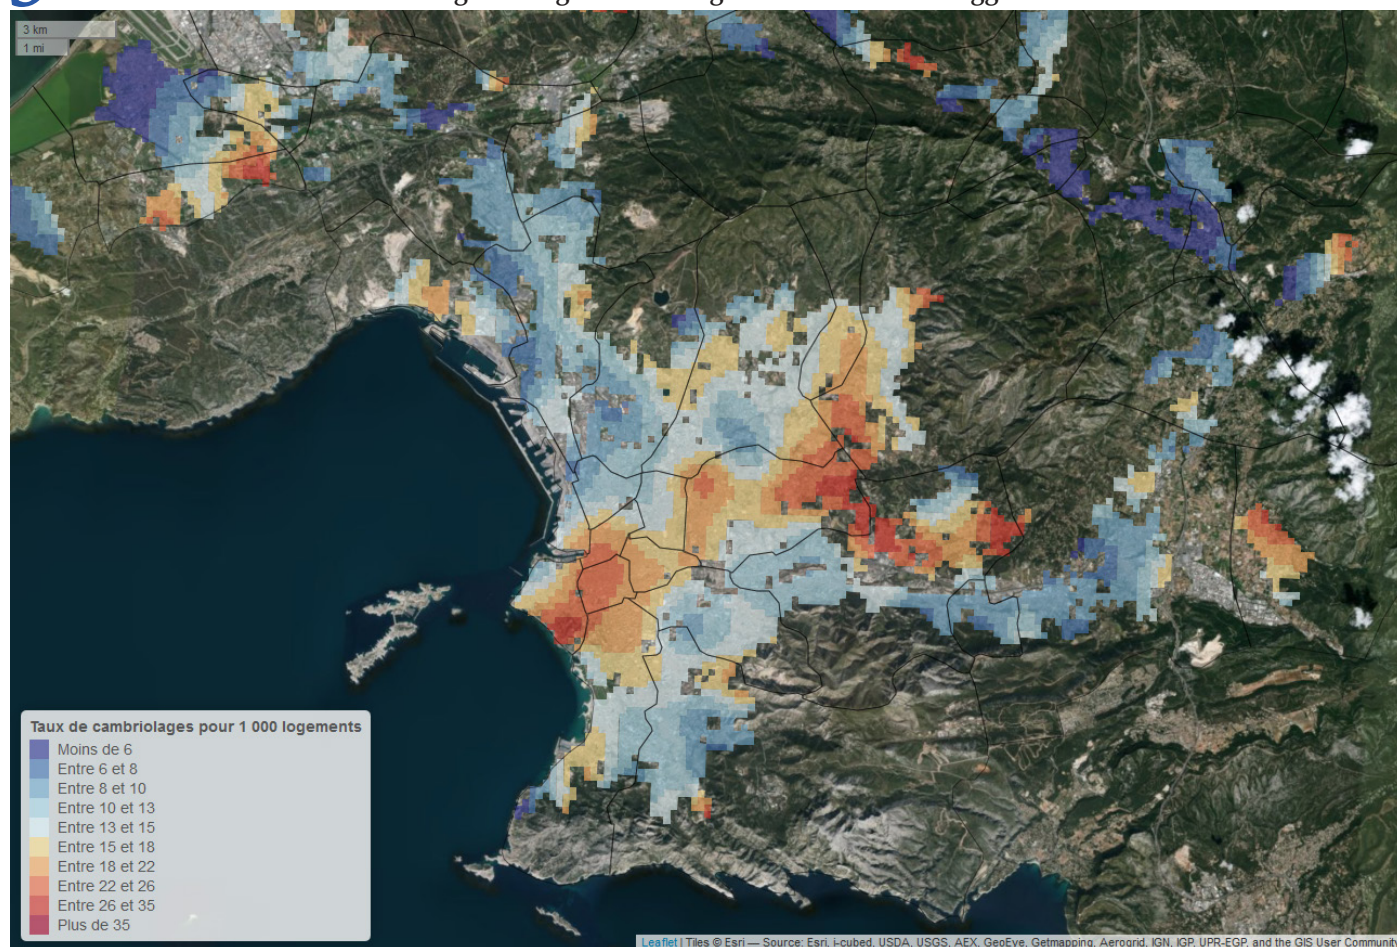 3 km
1 mi
Taux de cambriolages pour 1 000 logements
Moins de 6
Entre 6 et 8
Entre 8 et 10
Entre 10 et 13
Entre 13 et 15
Entre 15 et 18
Entre 18 et 22
Entre 22 et 26
Entre 26 et 35
Plus de 35
Leaflet | Tiles © Esri — Source: Esri, i-cubed, USDA, USGS, AEX, GeoEye, Getmapping, Aerogrid, IGN, IGP, UPR-EGP, and the GIS User